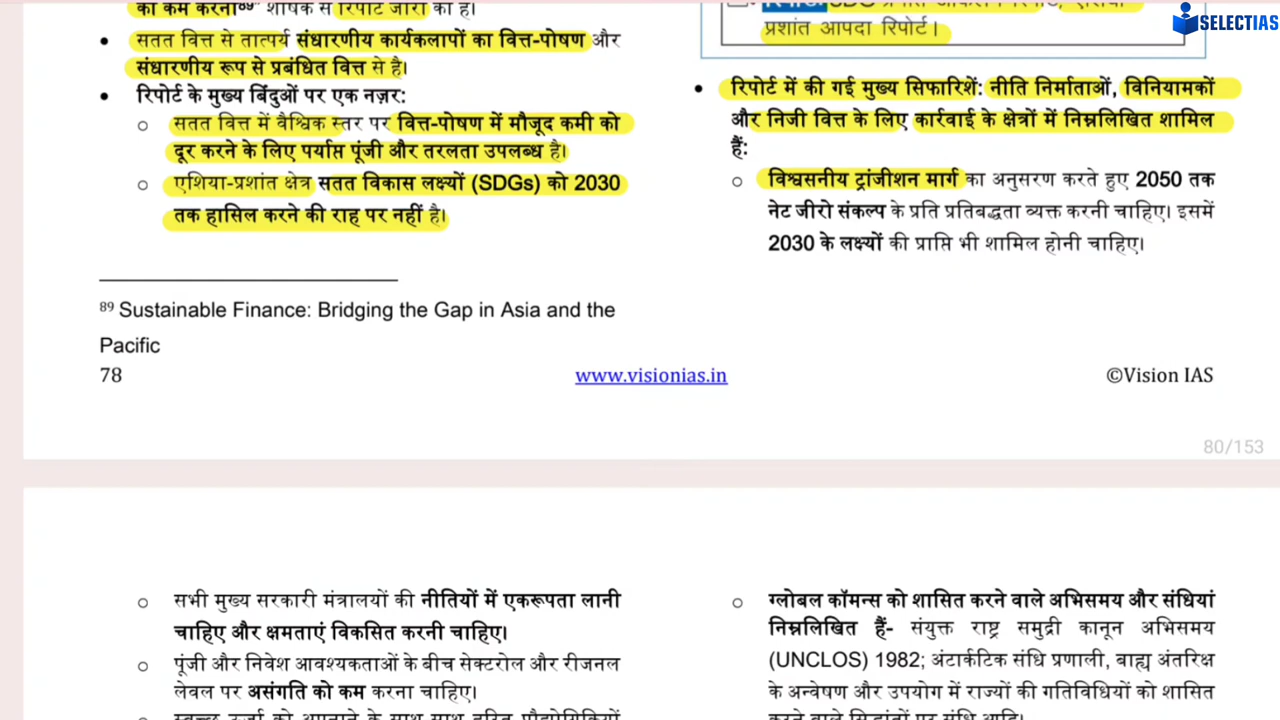 को कम करना89" शीर्षक से रिपोर्ट जारी की है।
• सतत वित्त से तात्पर्य संधारणीय कार्यकलापों का वित्त-पोषण और
संधारणीय रूप से प्रबंधित वित्त से है।
• रिपोर्ट के मुख्य बिंदुओं पर एक नज़र:
○ सतत वित्त में वैश्विक स्तर पर वित्त-पोषण में मौजूद कमी को
दूर करने के लिए पर्याप्त पूंजी और तरलता उपलब्ध है।
○ एशिया-प्रशांत क्षेत्र सतत विकास लक्ष्यों (SDGs) को 2030
तक हासिल करने की राह पर नहीं है।
89 Sustainable Finance: Bridging the Gap in Asia and the
Pacific
प्रशांत आपदा रिपोर्ट।
SELECTIAS
• रिपोर्ट में की गई मुख्य सिफारिशें: नीति निर्माताओं, विनियामकों
और निजी वित्त के लिए कार्रवाई के क्षेत्रों में निम्नलिखित शामिल
हैं:
○ विश्वसनीय ट्रांजीशन मार्ग का अनुसरण करते हुए 2050 तक
नेट जीरो संकल्प के प्रति प्रतिबद्धता व्यक्त करनी चाहिए। इसमें
2030 के लक्ष्यों की प्राप्ति भी शामिल होनी चाहिए।
78 www.visionias.in ©Vision IAS
80/153
○ सभी मुख्य सरकारी मंत्रालयों की नीतियों में एकरूपता लानी
चाहिए और क्षमताएं विकसित करनी चाहिए।
○ पूंजी और निवेश आवश्यकताओं के बीच सेक्टोरल और रीजनल
लेवल पर असंगति को कम करना चाहिए।
○ ग्लोबल कॉमन्स को शासित करने वाले अभिसमय और संधियां
निम्नलिखित हैं- संयुक्त राष्ट्र समुद्री कानून अभिसमय
(UNCLOS) 1982; अंटार्कटिक संधि प्रणाली, बाह्य अंतरिक्ष
के अन्वेषण और उपयोग में राज्यों की गतिविधियों को शासित